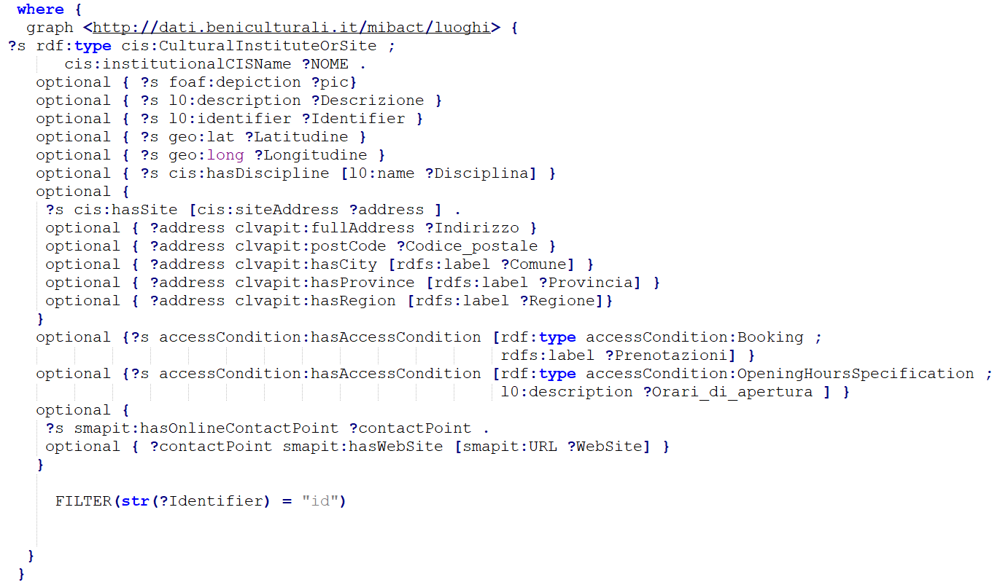 where {
graph <http://dati.beniculturali.it/mibact/luoghi> {
?s rdf:type cis:CulturalInstituteOrSite ;
cis:institutionalCISName ?NOME .
optional { ?s foaf:depiction ?pic}
optional { ?s l0:description ?Descrizione }
optional { ?s l0:identifier ?Identifier }
optional { ?s geo:lat ?Latitudine }
optional { ?s geo:long ?Longitudine }
optional { ?s cis:hasDiscipline [l0:name ?Disciplina] }
optional {
?s cis:hasSite [cis:siteAddress ?address ] .
optional { ?address clvapit:fullAddress ?Indirizzo }
optional { ?address clvapit:postCode ?Codice_postale }
optional { ?address clvapit:hasCity [rdfs:label ?Comune] }
optional { ?address clvapit:hasProvince [rdfs:label ?Provincia] }
optional { ?address clvapit:hasRegion [rdfs:label ?Regione]}
}
optional {?s accessCondition:hasAccessCondition [rdf:type accessCondition:Booking ;
rdfs:label ?Prenotazioni] }
optional {?s accessCondition:hasAccessCondition [rdf:type accessCondition:OpeningHoursSpecification ;
l0:description ?Orari_di_apertura ] }
optional {
?s smapit:hasOnlineContactPoint ?contactPoint .
optional { ?contactPoint smapit:hasWebSite [smapit:URL ?WebSite] }
}
FILTER(str(?Identifier) = "id")
}
}